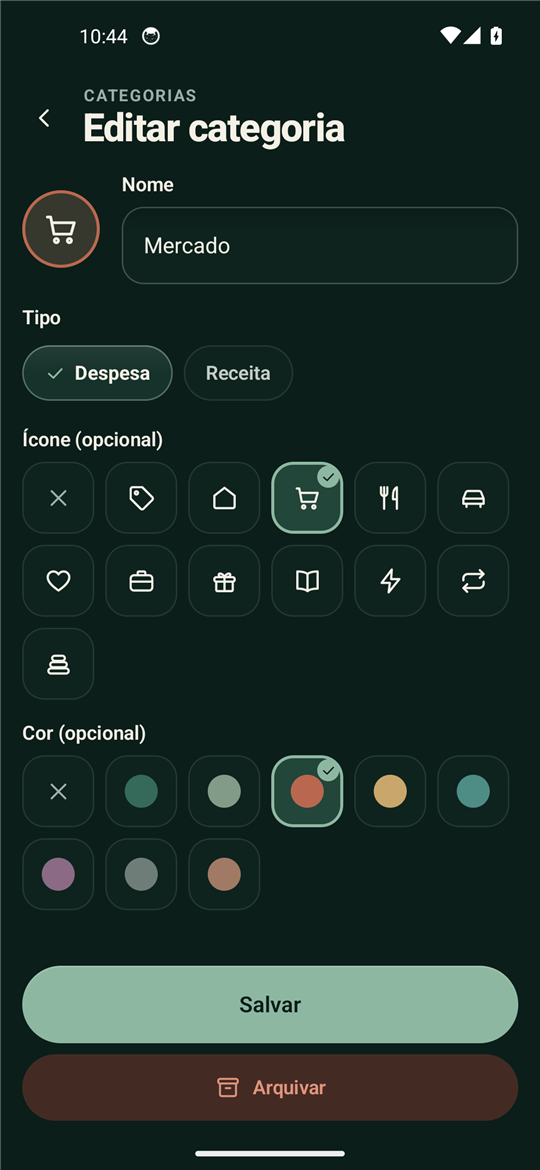 10:44
CATEGORIAS
Editar categoria
Nome
Mercado
Tipo
Despesa
Receita
Ícone (opcional)
Cor (opcional)
Salvar
Arquivar